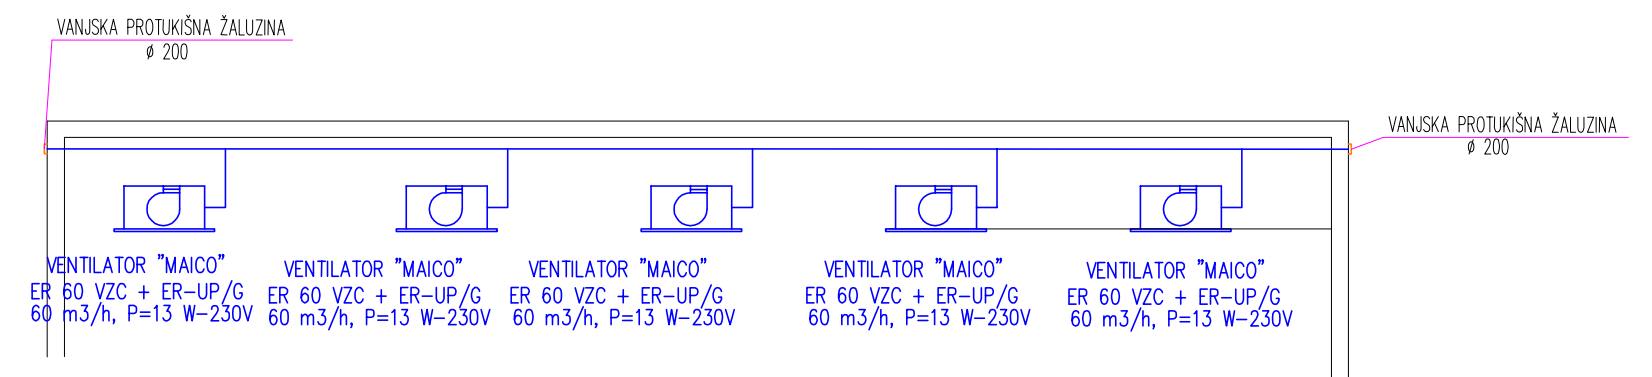 VANJSKA PROTUKIŠNA ŽALUZINA
ø 200
VANJSKA PROTUKIŠNA ŽALUZINA
ø 200
VENTILATOR "MAICO"
ER 60 VZC + ER-UP/G
60 m3/h, P=13 W-230V
VENTILATOR "MAICO"
ER 60 VZC + ER-UP/G
60 m3/h, P=13 W-230V
VENTILATOR "MAICO"
ER 60 VZC + ER-UP/G
60 m3/h, P=13 W-230V
VENTILATOR "MAICO"
ER 60 VZC + ER-UP/G
60 m3/h, P=13 W-230V
VENTILATOR "MAICO"
ER 60 VZC + ER-UP/G
60 m3/h, P=13 W-230V